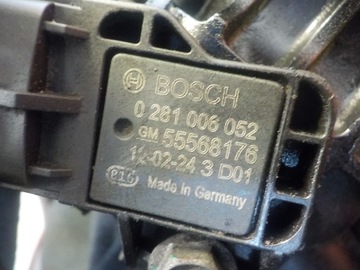 BOSCH
0 281 006 052
GM 55568176
12-02-24 3 D01
Made in Germany